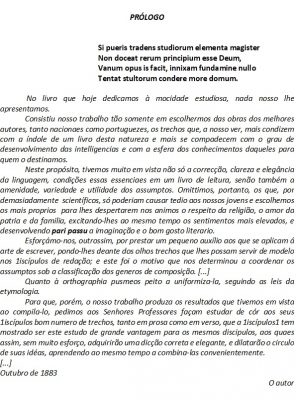 PRÓLOGO
Si pueris tradens studiorum elementa magister
Non doceat rerum principium esse Deum,
Vanum opus is facit, innixam fundamine nullo
Tentat stultorum condere more domum.
No livro que hoje dedicamos à mocidade estudiosa, nada nosso lhe
apresentamos.
Consistiu nosso trabalho tão somente em escolhermos das obras dos melhores
autores, tanto nacionaes como portuguezes, os trechos que, a nosso ver, mais condizem
com a índole de um livro desta natureza e mais se compadecem com o grau de
desenvolvimento das intelligencias e com a esfera dos conhecimentos daquelles para
quem o destinamos.
Neste propósito, tivemos muito em vista não só a correcção, clareza e elegância
da linguagem, condições essas essenciaes em um livro de leitura, senão também a
amenidade, variedade e utilidade dos assumptos. Omittimos, portanto, os que, por
demasiadamente scientificos, só poderiam causar tedio aos nossos jovens e escolhemos
os mais proprios para lhes despertarem nos animos o respeito da religião, o amor da
patria e da família, excitando-lhes ao mesmo tempo os sentimentos mais elevados, e
desenvolvendo pari passu a imaginação e o bom gosto literario.
Esforçámo-nos, outrossim, por prestar um pequeno auxílio aos que se aplicam á
arte de escrever, pondo-lhes deante dos olhos trechos que lhes possam servir de modelo
nos 1iscípulos de redação; e este foi o motivo que nos determinou a coordenar os
assumptos sob a classificação dos generos de composição. [...]
Quanto à orthographia pusmeos peito a uniformiza-la, seguindo as leis da
etymologia.
Para que, porém, o nosso trabalho produza os resultados que tivemos em vista
ao compila-lo, pedimos aos Senhores Professores façam estudar de cór aos seus
1iscípulos bom numero de trechos, tanto em prosa como em verso, que a 1iscípulos1 tem
mostrado ser este estudo de grande vantagem para os mesmos discípulos, aos quaes
assim, sem muito esforço, adquirirão uma dicção correta e elegante, e dilatarão o circulo
de suas idéas, aprendendo ao mesmo tempo a combina-las convenientemente.
[...]
Outubro de 1883
O autor